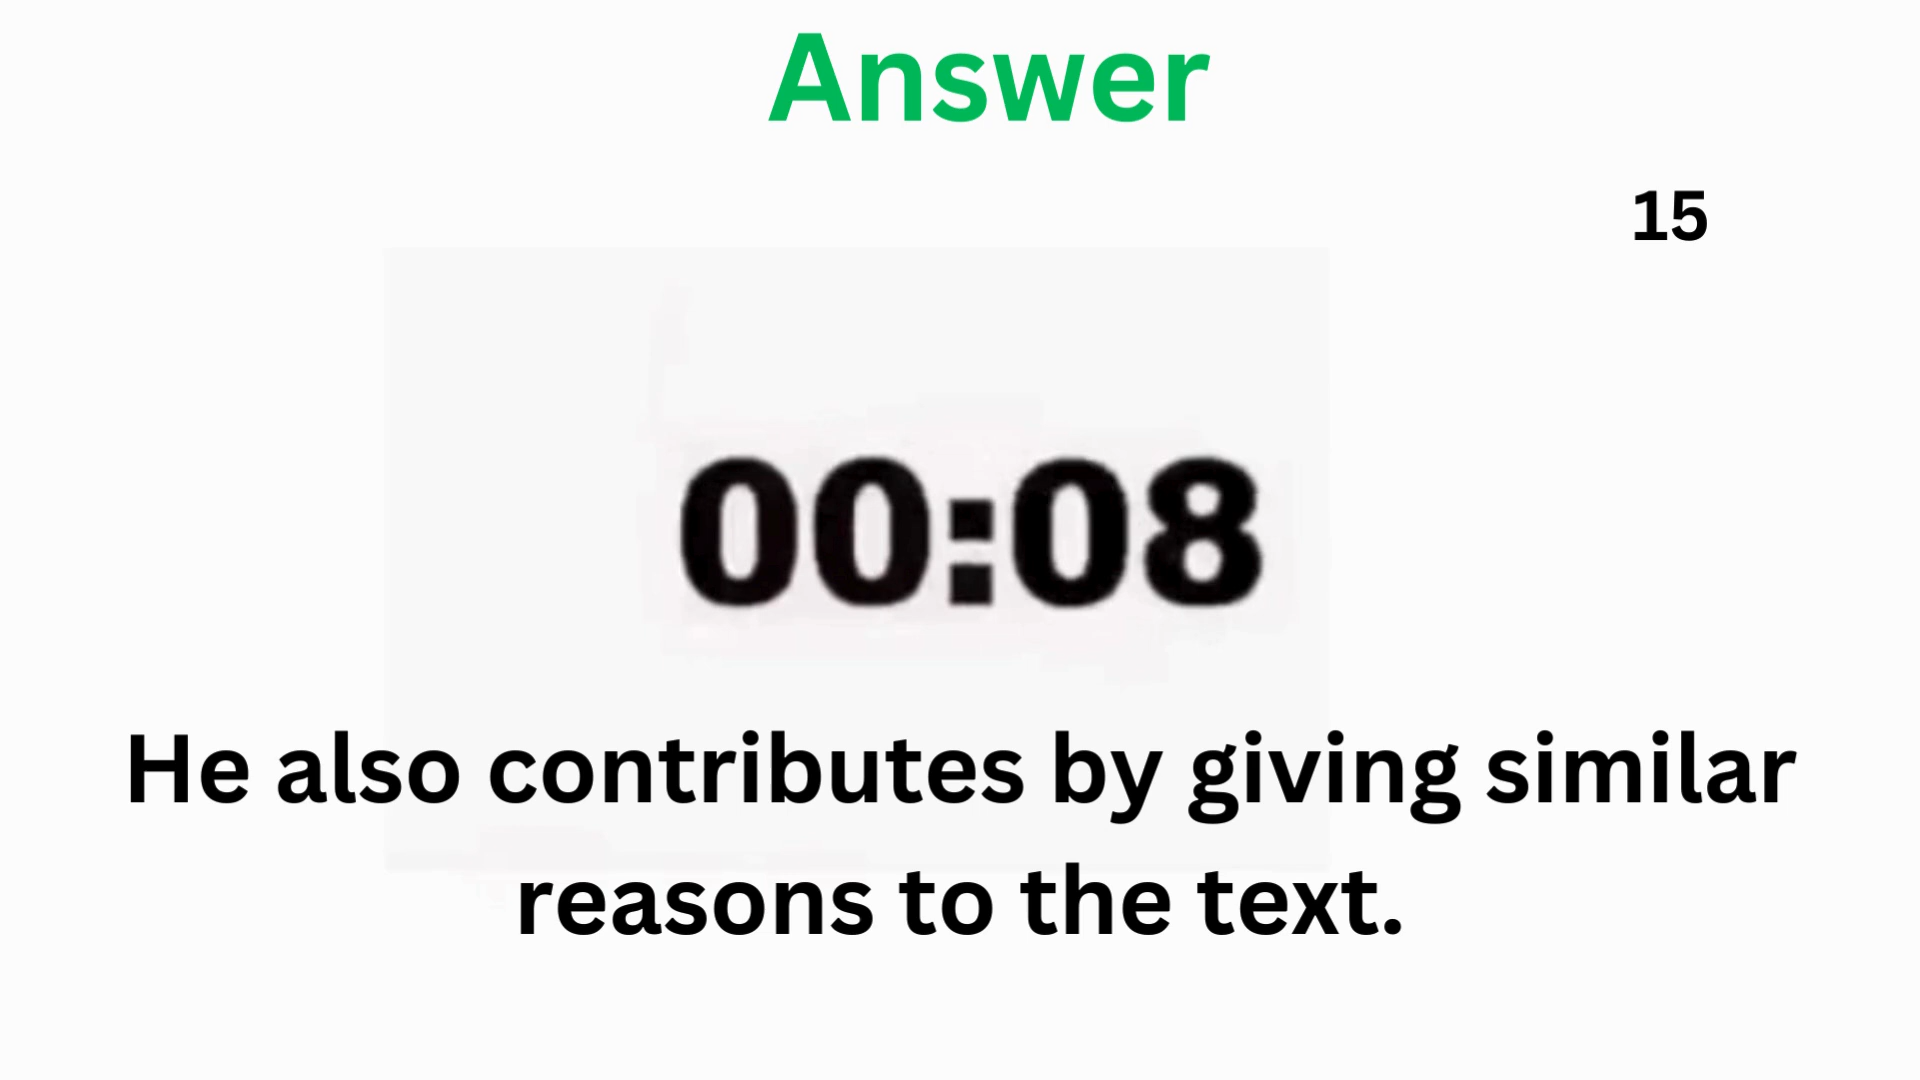 Answer
15
00:08
He also contributes by giving similar
reasons to the text.